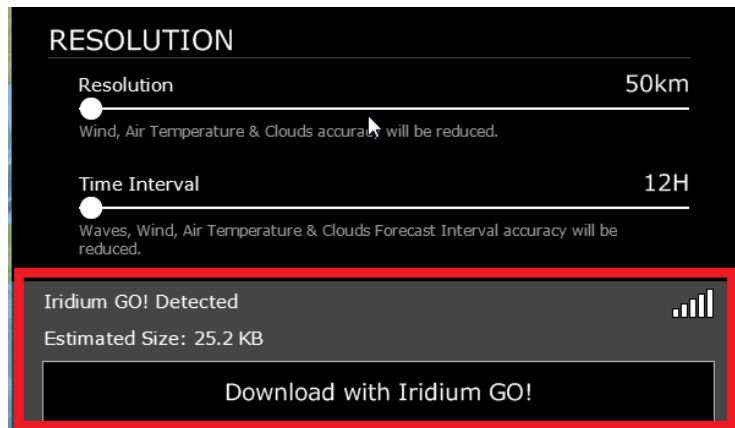 RESOLUTION
Resolution 50km
Wind, Air Temperature & Clouds accuracy will be reduced.
Time Interval 12H
Waves, Wind, Air Temperature & Clouds Forecast Interval accuracy will be
reduced.
Iridium GO! Detected
Estimated Size: 25.2 KB
Download with Iridium GO!